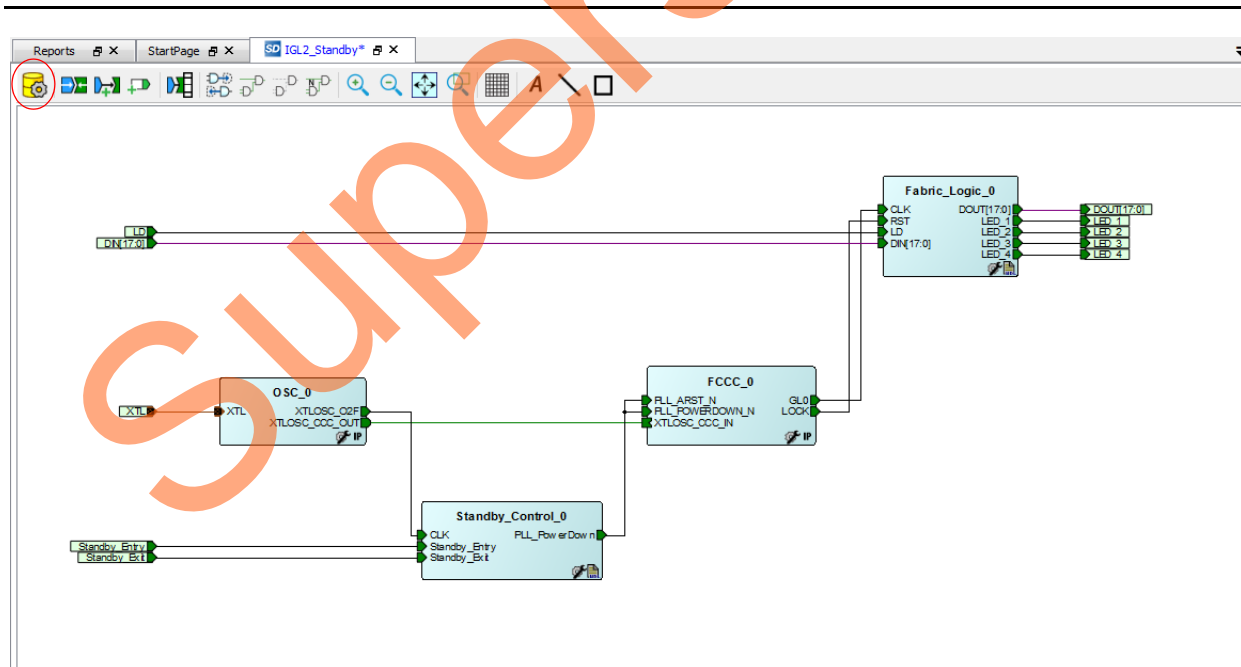 Reports
StartPage
SD IGL2_Standby*
A
Fabric_Logic_0
CLK
DOUT[17:0]
RST
LED_1
LD
LED_2
DIN[17:0]
LED_3
LED_4
DOUT[17:0]
LED_1
LED_2
LED_3
LED_4
LD
DIN[17:0]
OSC_0
XTL
XTL
XTLOSC_O2F
XTLOSC_CCC_OUT
IP
FCCC_0
PLL_ARST_N
GL0
PLL_POWERDOWN_N
LOCK
XTLOSC_CCC_IN
IP
Standby_Control_0
CLK
PLL_PowerDown
Standby_Entry
Standby_Exit
Standby_Entry
Standby_Exit
Supers